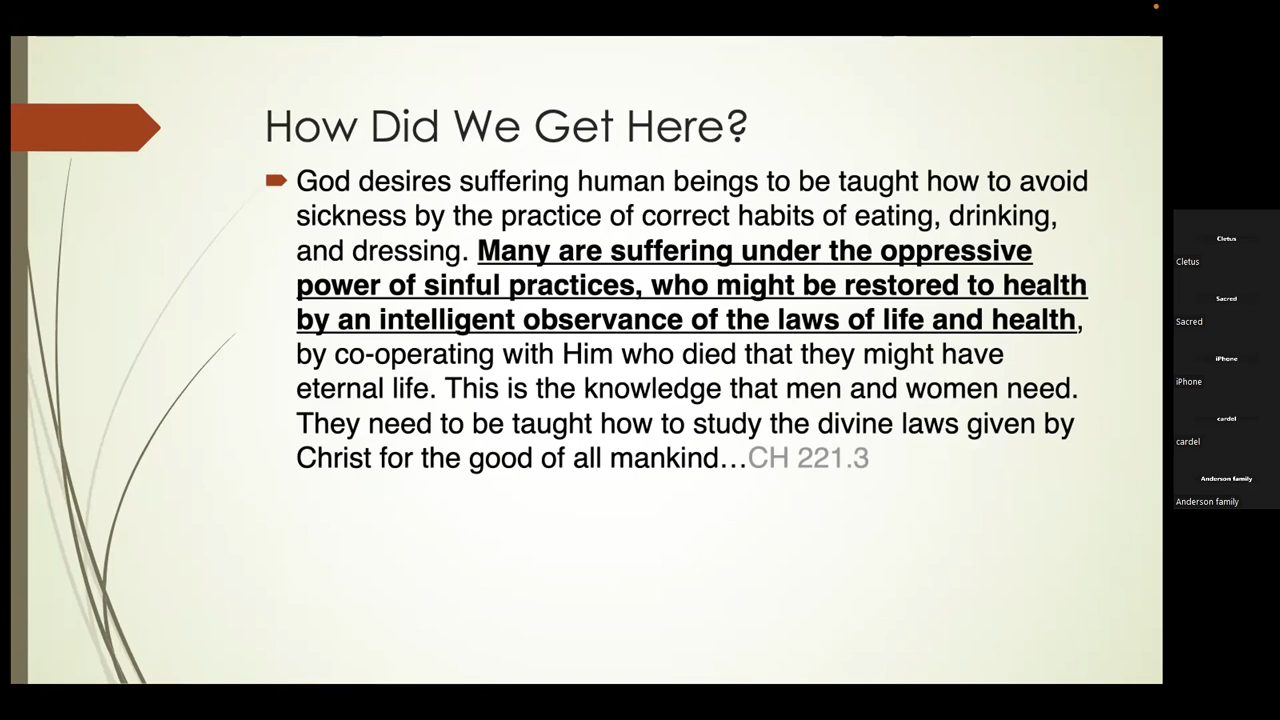 How Did We Get Here?
God desires suffering human beings to be taught how to avoid
sickness by the practice of correct habits of eating, drinking,
and dressing. Many are suffering under the oppressive
power of sinful practices, who might be restored to health
by an intelligent observance of the laws of life and health,
by co-operating with Him who died that they might have
eternal life. This is the knowledge that men and women need.
They need to be taught how to study the divine laws given by
Christ for the good of all mankind…CH 221.3
Cletus
Cletus
Sacred
Sacred
iPhone
iPhone
cardel
cardel
Anderson family
Anderson family